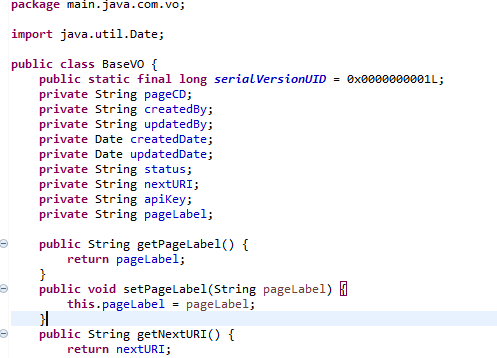 package main.java.com.vo;
import java.util.Date;
public class BaseVO {
public static final long serialVersionUID = 0x0000000001L;
private String pageCD;
private String createdBy;
private String updatedBy;
private Date createdDate;
private Date updatedDate;
private String status;
private String nextURI;
private String apiKey;
private String pageLabel;
public String getPageLabel() {
return pageLabel;
}
public void setPageLabel(String pageLabel) {
this.pageLabel = pageLabel;
}
public String getNextURI() {
return nextURI;